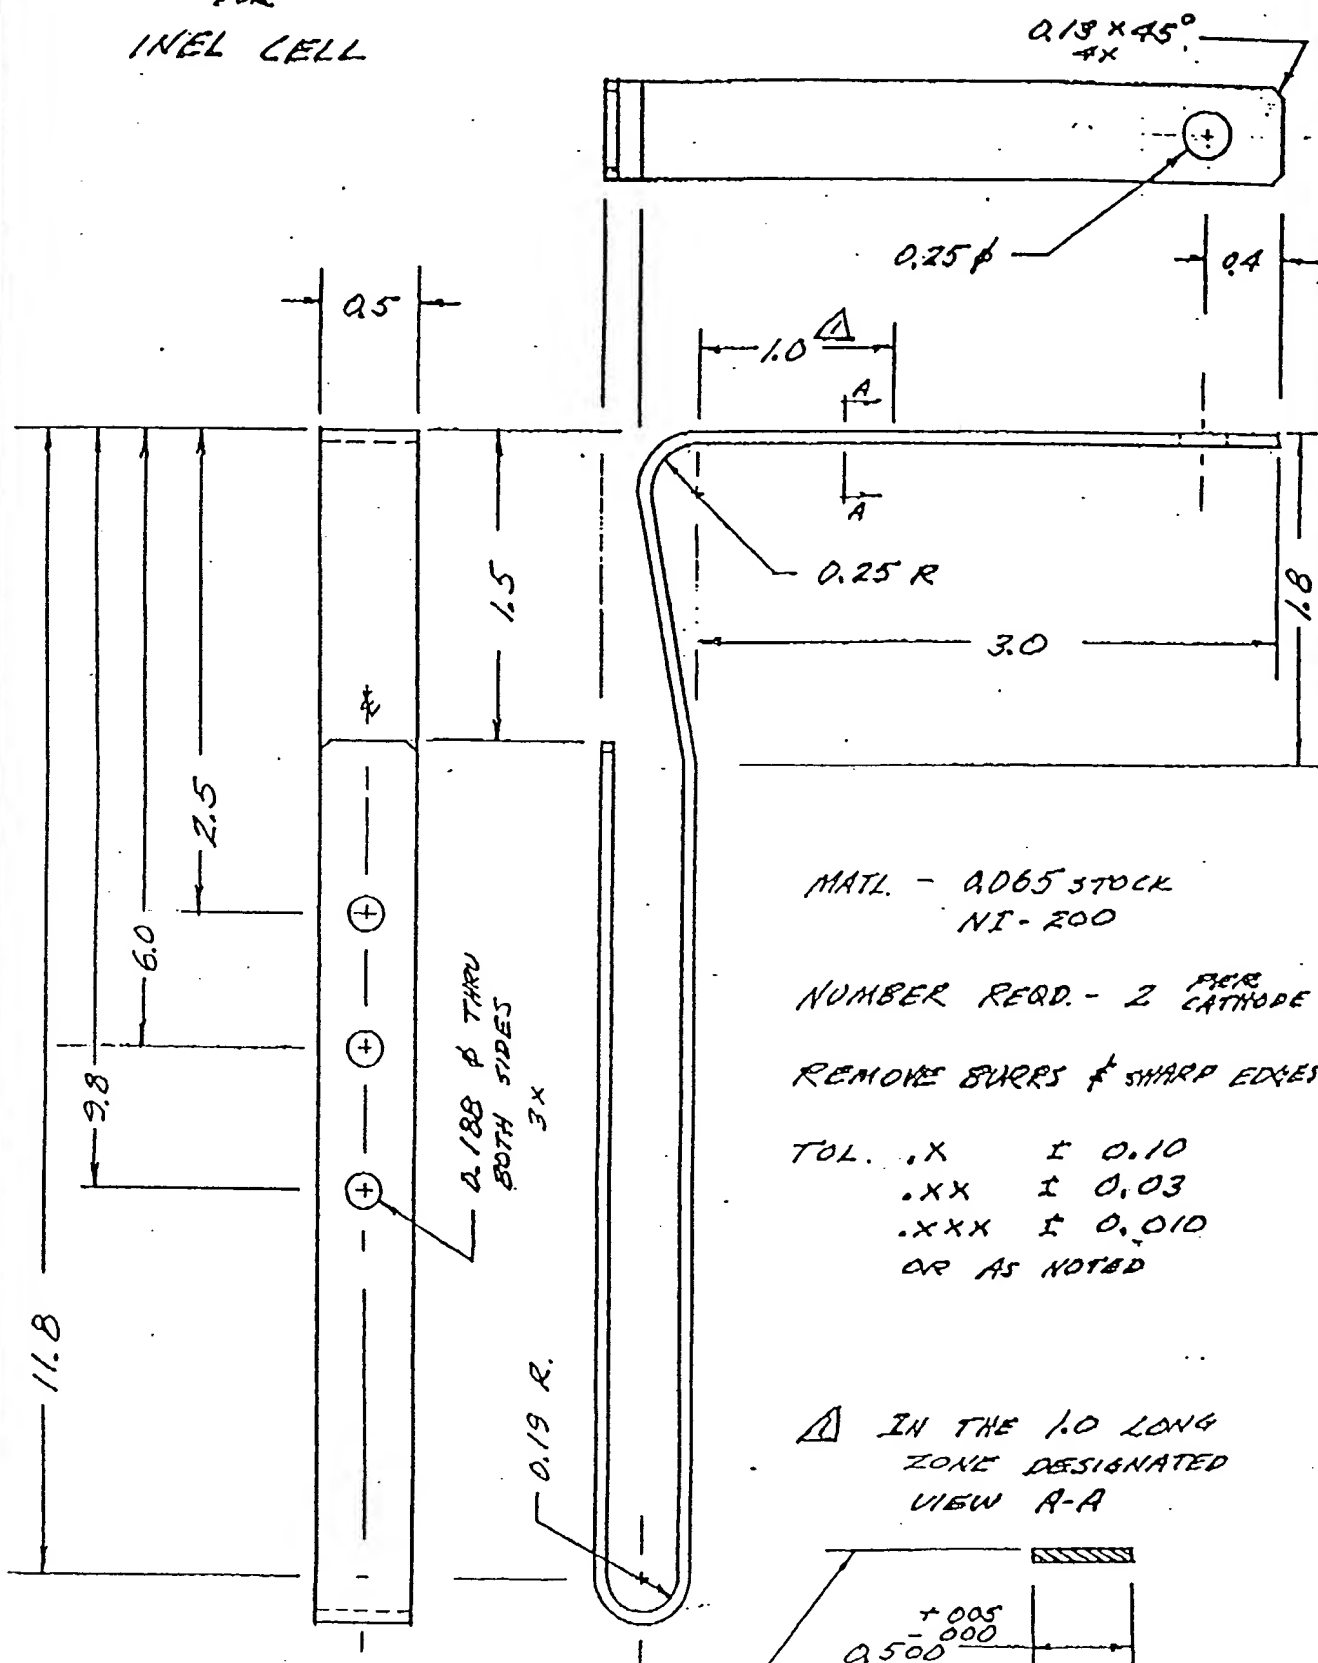 FOR
INEL CELL
0.13 X 45°
4X
0.25 ϕ
0.4
0.5
1.0 1
A
A
0.25 R
1.5
3.0
1.8
2.5
6.0
9.8
11.8
0.188 ϕ THRU
BOTH SIDES
3X
0.19 R.
MATL. - 0.065 STOCK
NI-200
NUMBER REQD. - 2 PER CATHODE
REMOVE BURRS & SHARP EDGES
TOL. .X ± 0.10
.XX ± 0.03
.XXX ± 0.010
OR AS NOTED
1 IN THE 1.0 LONG
ZONE DESIGNATED
VIEW A-A
+.005
-.000
0.500